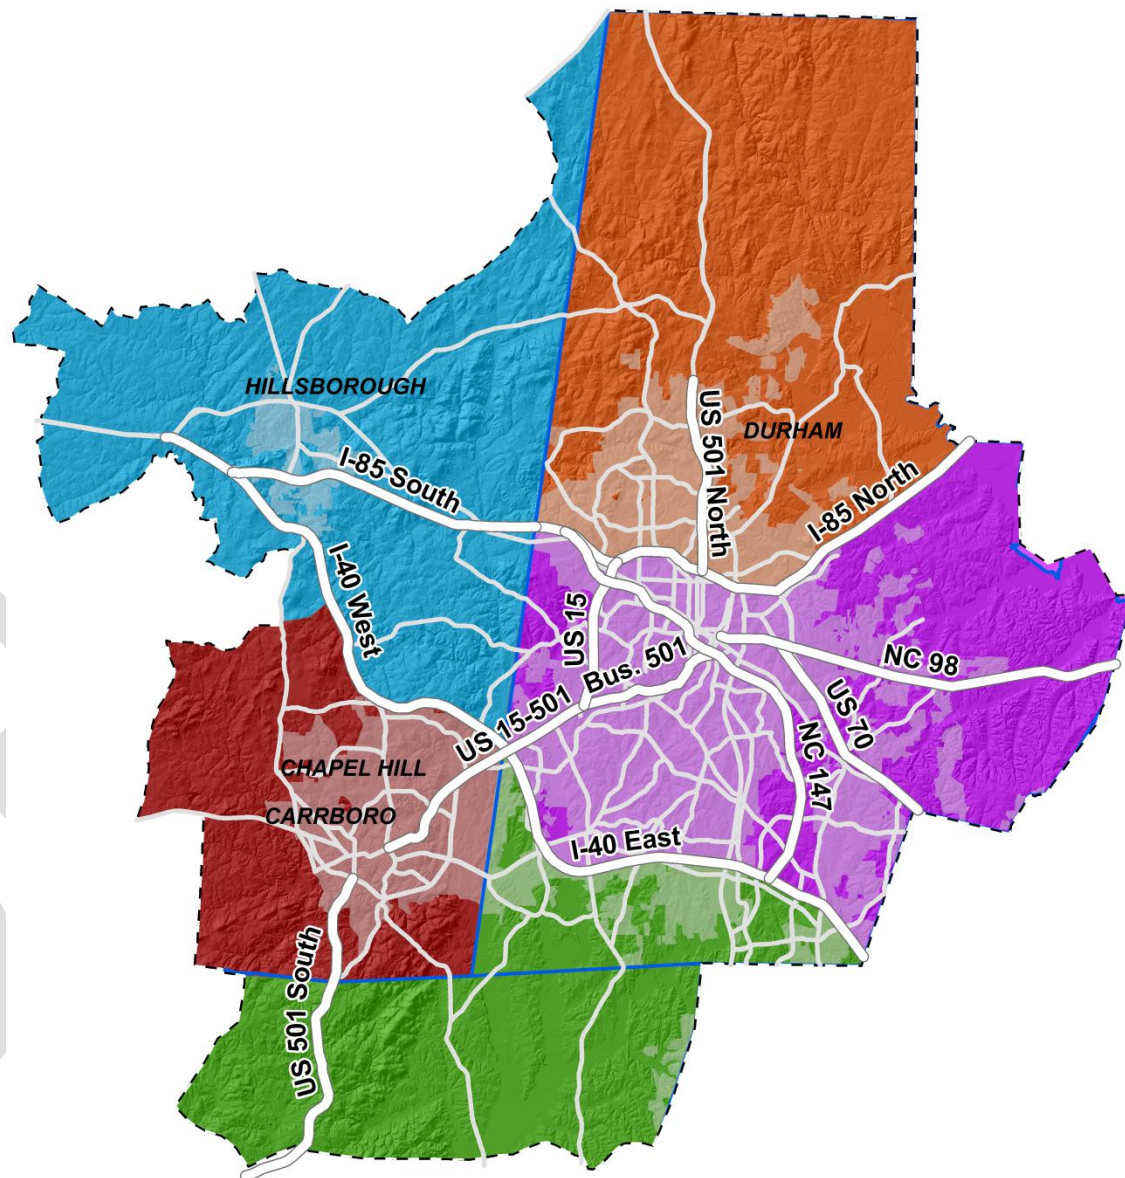 HILLSBOROUGH
US 501 North
DURHAM
I-85 South
I-85 North
I-40 West
US 15
US 15-501 Bus. 501
NC 98
US 70
NC 147
CHAPEL HILL
CARRBORO
I-40 East
US 501 South